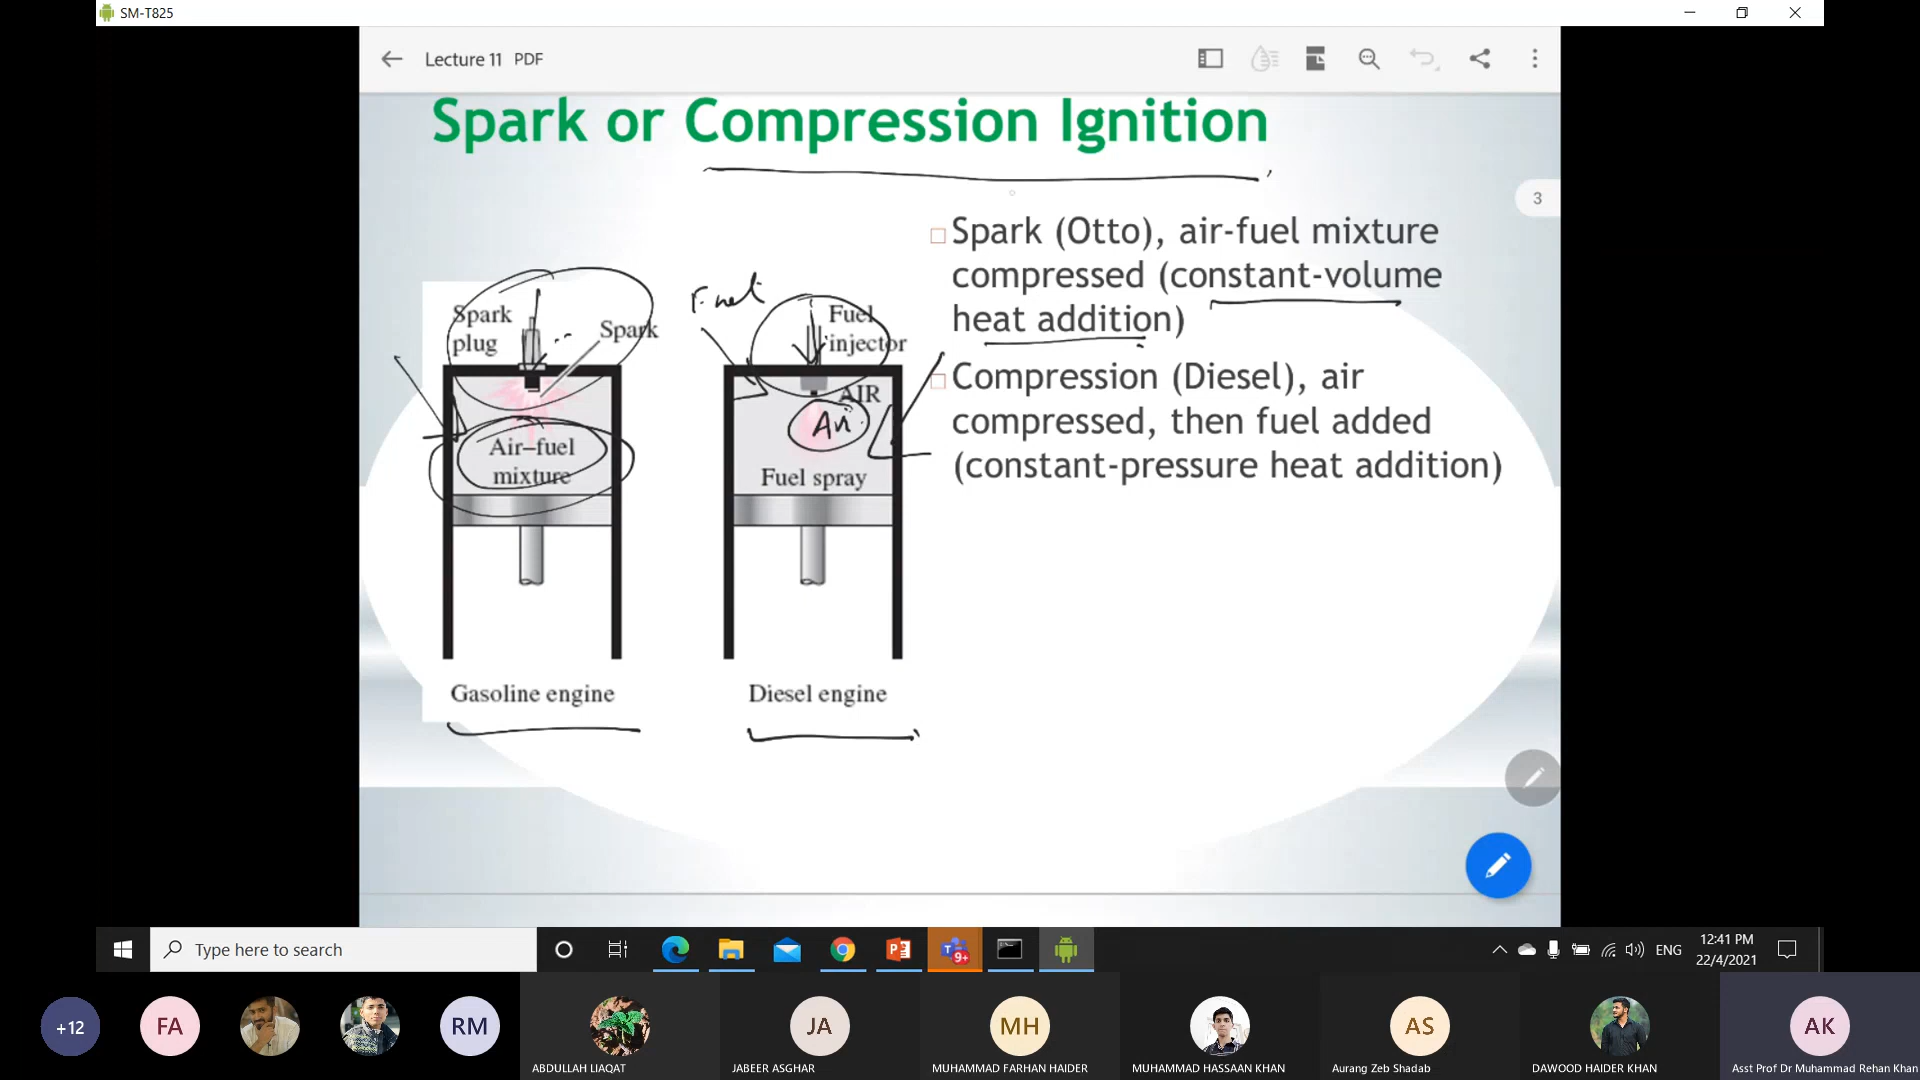 SM-T825
Lecture 11 PDF
Spark or Compression Ignition
3
Spark (Otto), air-fuel mixture
compressed (constant-volume
heat addition)
Compression (Diesel), air
compressed, then fuel added
(constant-pressure heat addition)
Spark
plug
Spark
Air–fuel
mixture
Gasoline engine
Fuel
Fuel
injector
AIR
Air
Fuel spray
Diesel engine
Type here to search
9+
ENG
12:41 PM
22/4/2021
+12
FA
RM
ABDULLAH LIAQAT
JA
JABEER ASGHAR
MH
MUHAMMAD FARHAN HAIDER
MUHAMMAD HASSAAN KHAN
AS
Aurang Zeb Shadab
DAWOOD HAIDER KHAN
AK
Asst Prof Dr Muhammad Rehan Khan